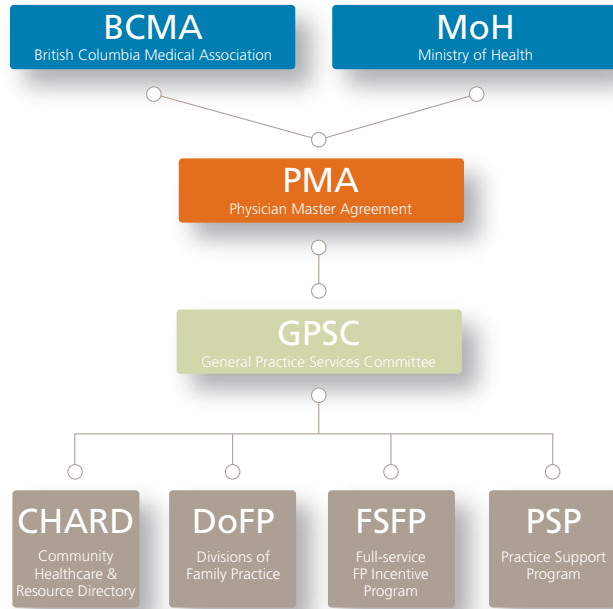 BCMA
British Columbia Medical Association
MoH
Ministry of Health
PMA
Physician Master Agreement
GPSC
General Practice Services Committee
CHARD
Community
Healthcare &
Resource Directory
DoFP
Divisions of
Family Practice
FSFP
Full-service
FP Incentive
Program
PSP
Practice Support
Program